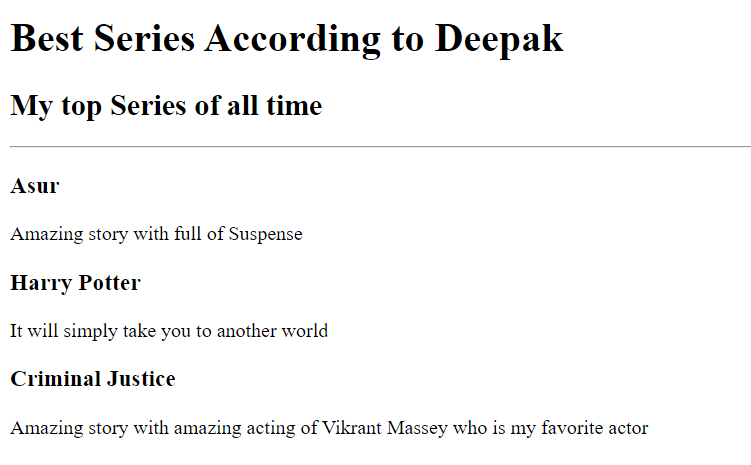 Best Series According to Deepak
My top Series of all time
Asur
Amazing story with full of Suspense
Harry Potter
It will simply take you to another world
Criminal Justice
Amazing story with amazing acting of Vikrant Massey who is my favorite actor